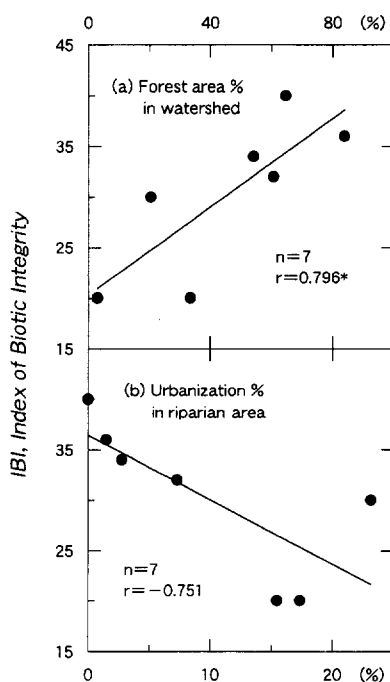 0 40 80 (%)
45
(a) Forest area %
in watershed
35
25
n=7
r=0.796*
15
IBI, Index of Biotic Integrity
(b) Urbanization %
in riparian area
35
25
n=7
r=-0.751
15
0 10 20 (%)